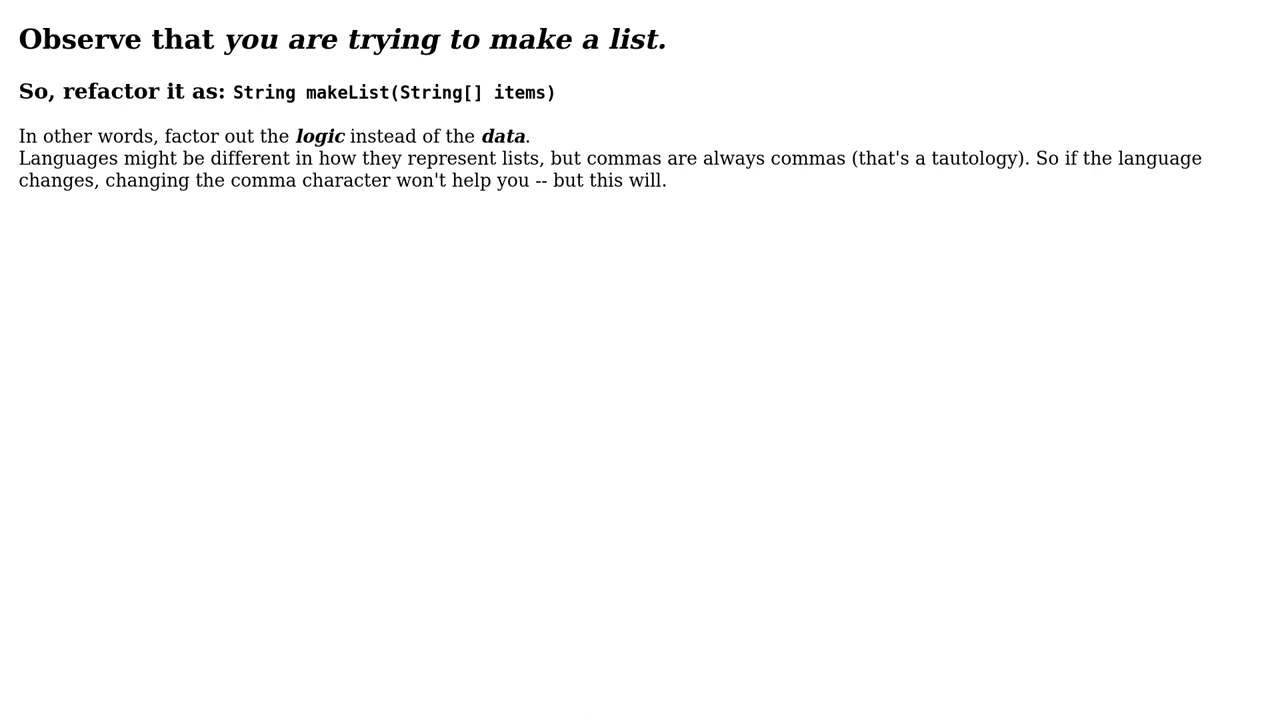 Observe that you are trying to make a list.
So, refactor it as: String makeList(String[] items)
In other words, factor out the logic instead of the data.
Languages might be different in how they represent lists, but commas are always commas (that's a tautology). So if the language
changes, changing the comma character won't help you -- but this will.